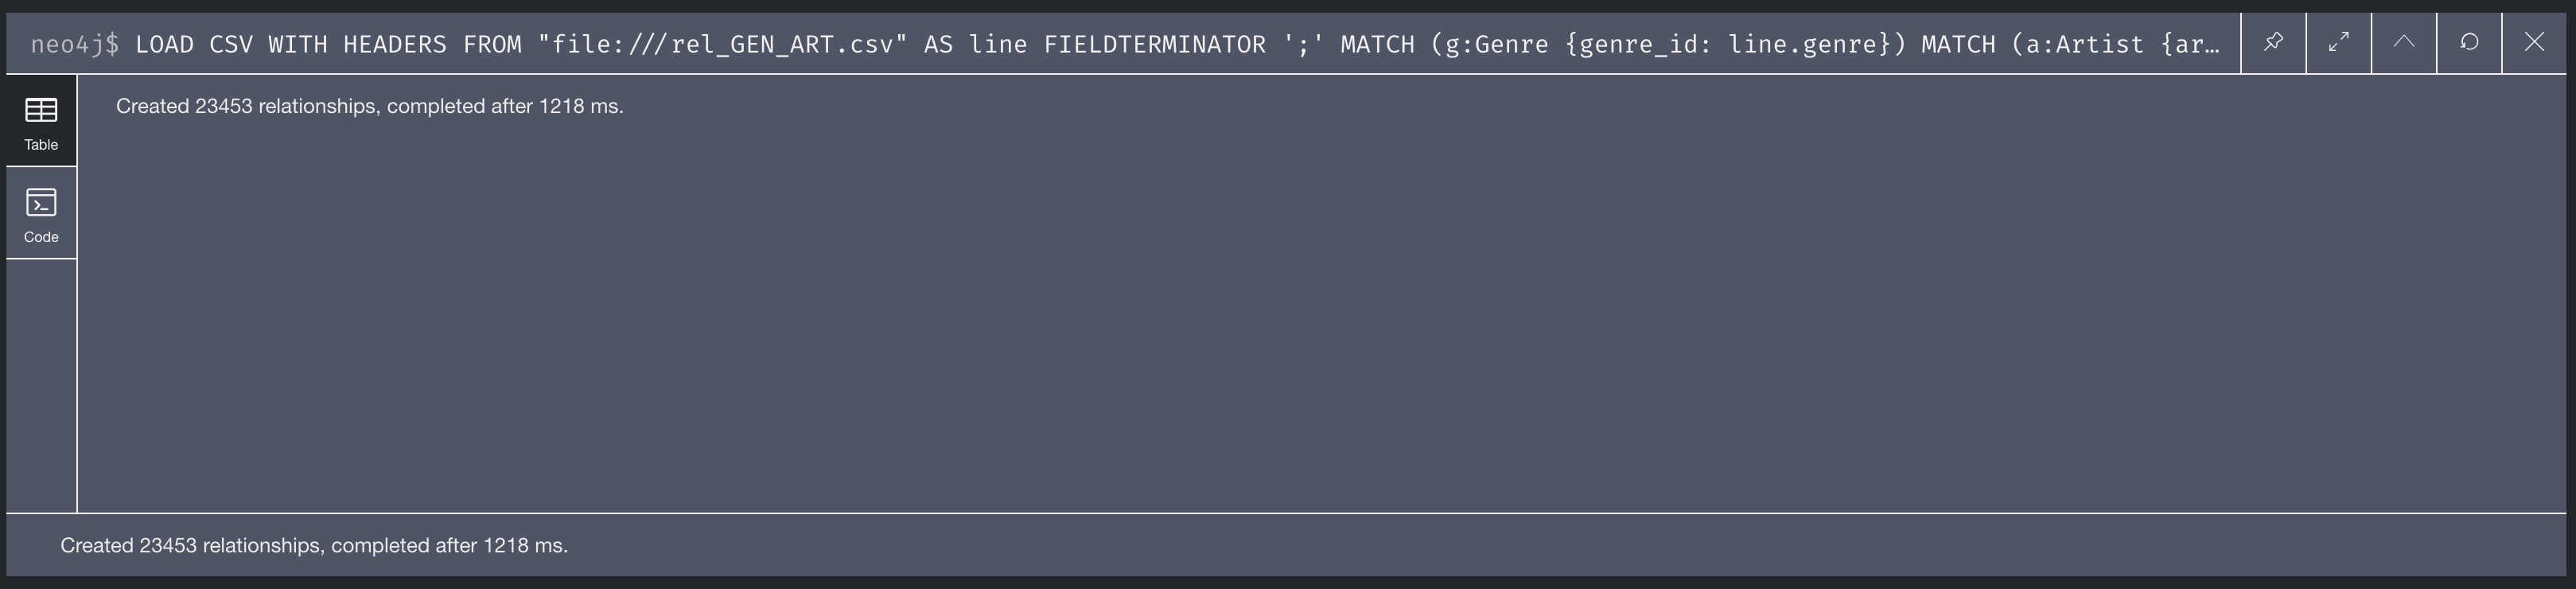 neo4j$ LOAD CSV WITH HEADERS FROM "file:///rel_GEN_ART.csv" AS line FIELDTERMINATOR ';' MATCH (g:Genre {genre_id: line.genre}) MATCH (a:Artist {ar…
Created 23453 relationships, completed after 1218 ms.
Table
Code
Created 23453 relationships, completed after 1218 ms.